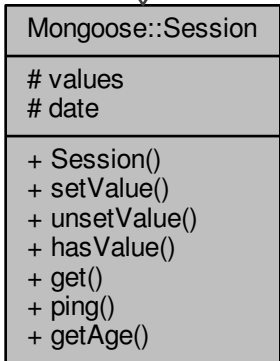 Mongoose::Session
# values
# date
+ Session()
+ setValue()
+ unsetValue()
+ hasValue()
+ get()
+ ping()
+ getAge()